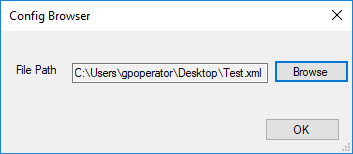 Config Browser
File Path C:\Users\gpoperator\Desktop\Test.xml Browse
OK